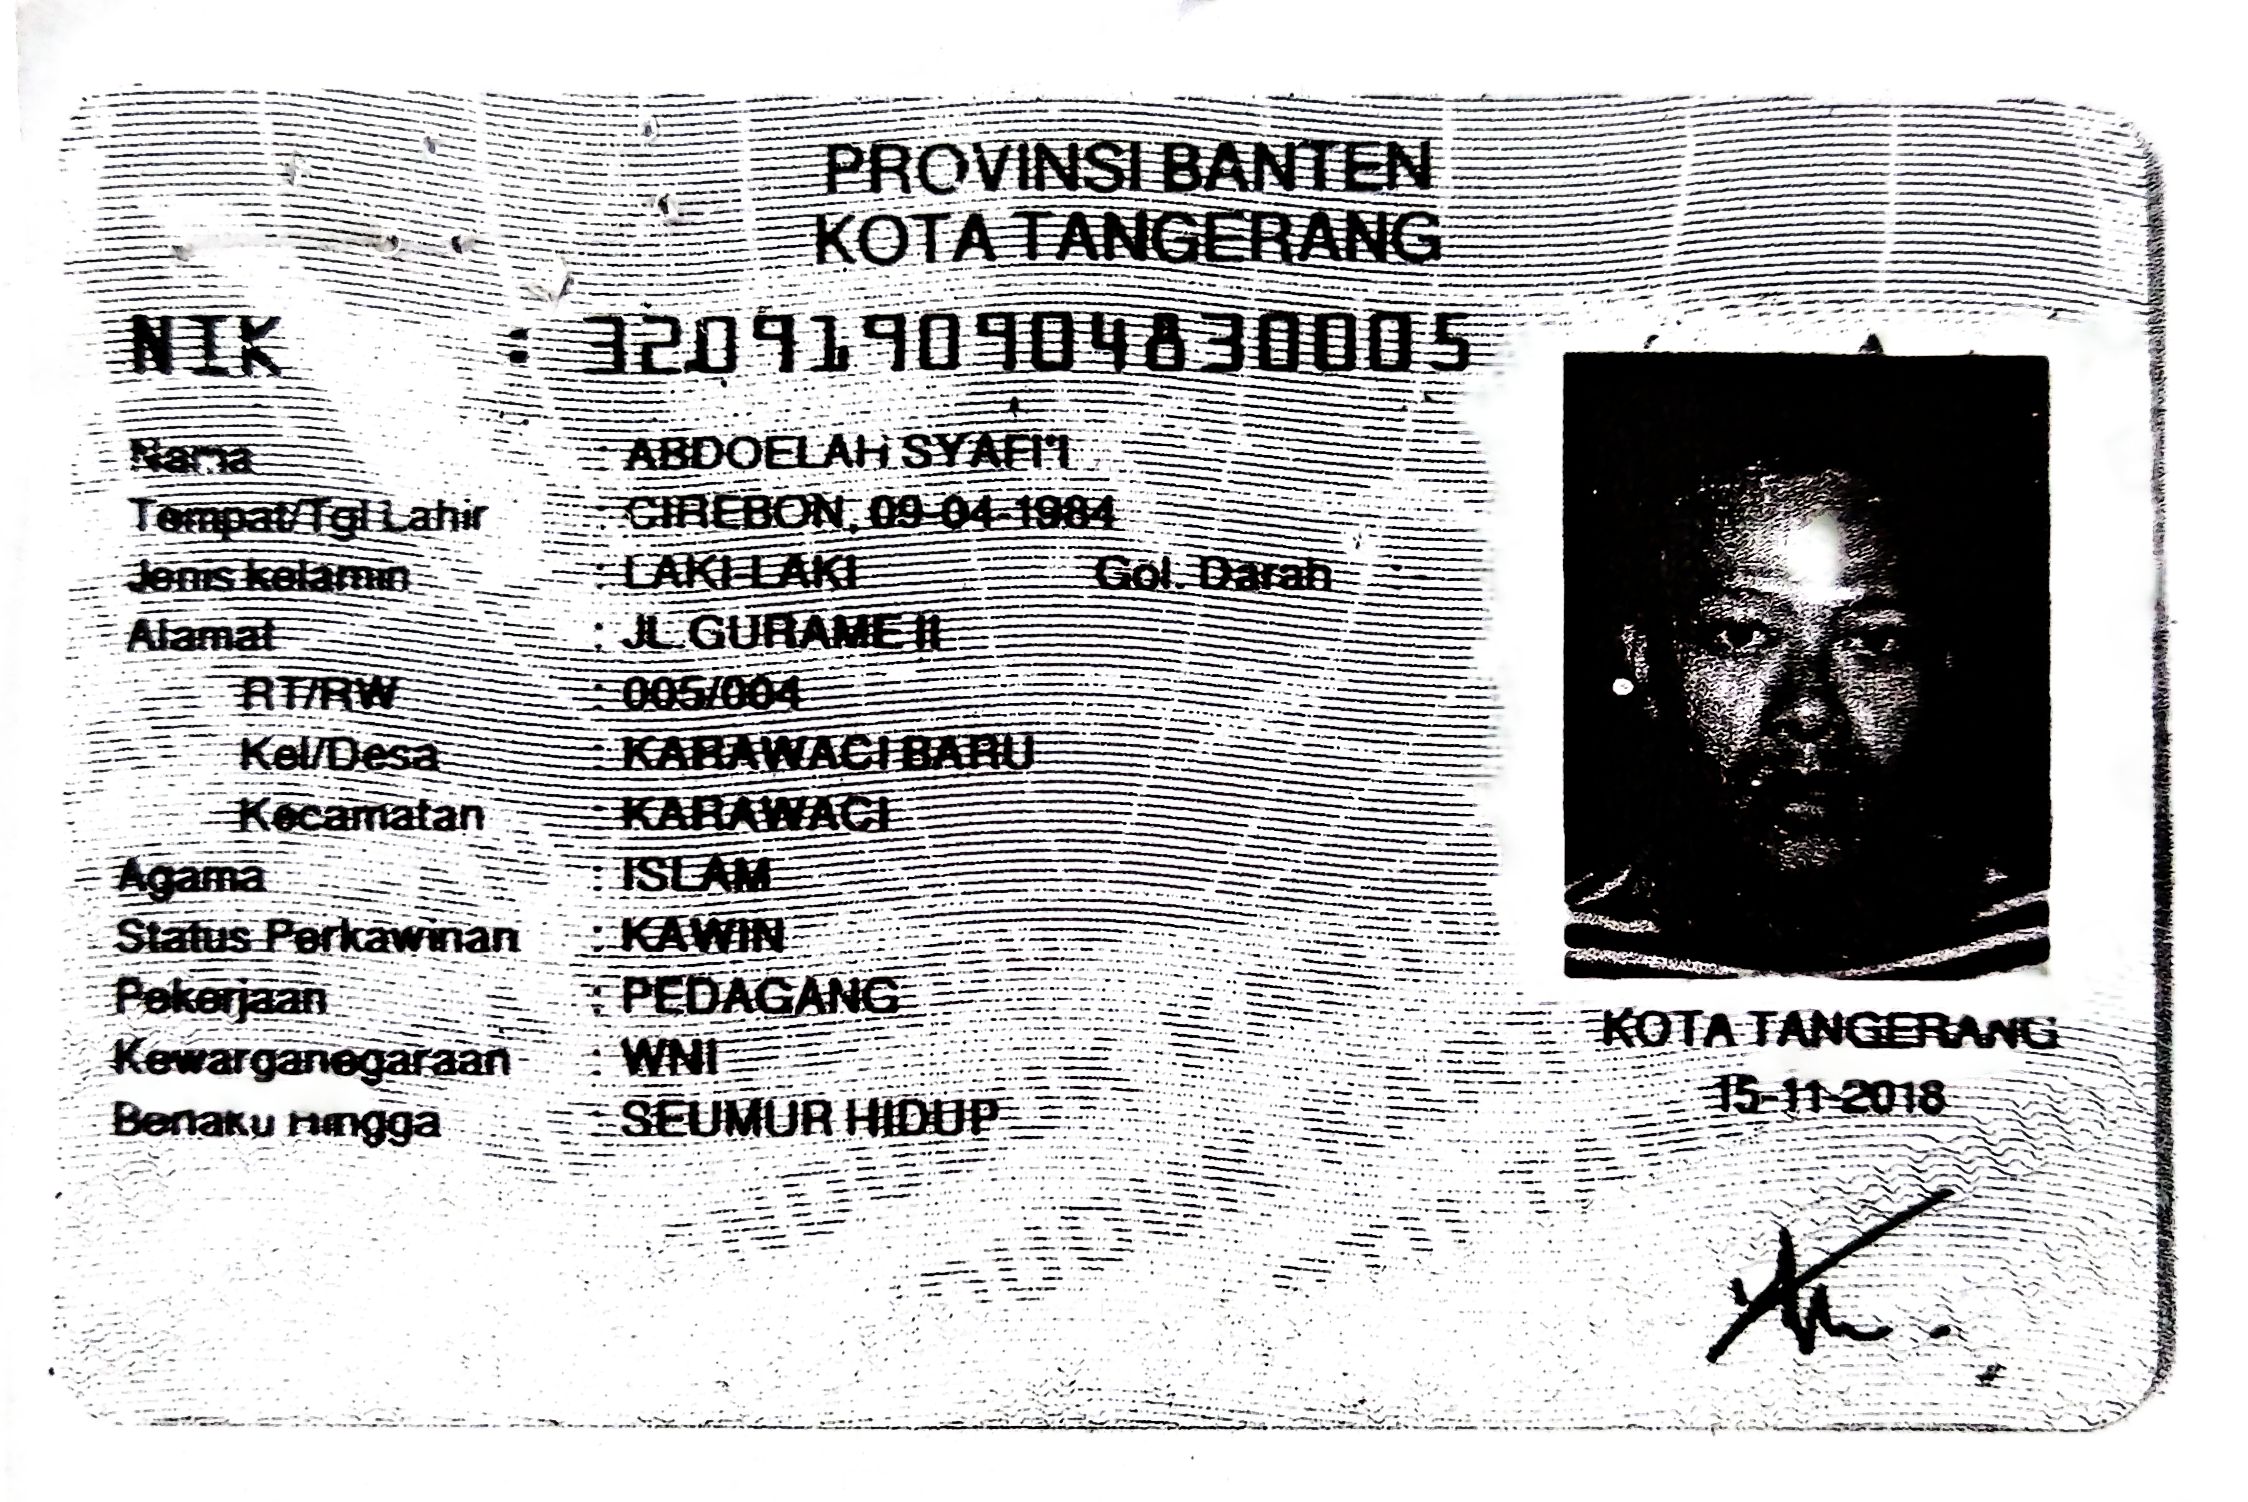 PROVINSI BANTEN
KOTA TANGERANG
NIK : 3209190904830005
Nama : ABDOELAH SYAFI'I
Tempat/Tgl Lahir : CIREBON, 09-04-1984
Jenis kelamin : LAKI-LAKI Gol. Darah : -
Alamat : JL.GURAME II
RT/RW : 005/004
Kel/Desa : KARAWACI BARU
Kecamatan : KARAWACI
Agama : ISLAM
Status Perkawinan : KAWIN
Pekerjaan : PEDAGANG
Kewarganegaraan : WNI
Berlaku Hingga : SEUMUR HIDUP
KOTA TANGERANG
15-11-2018